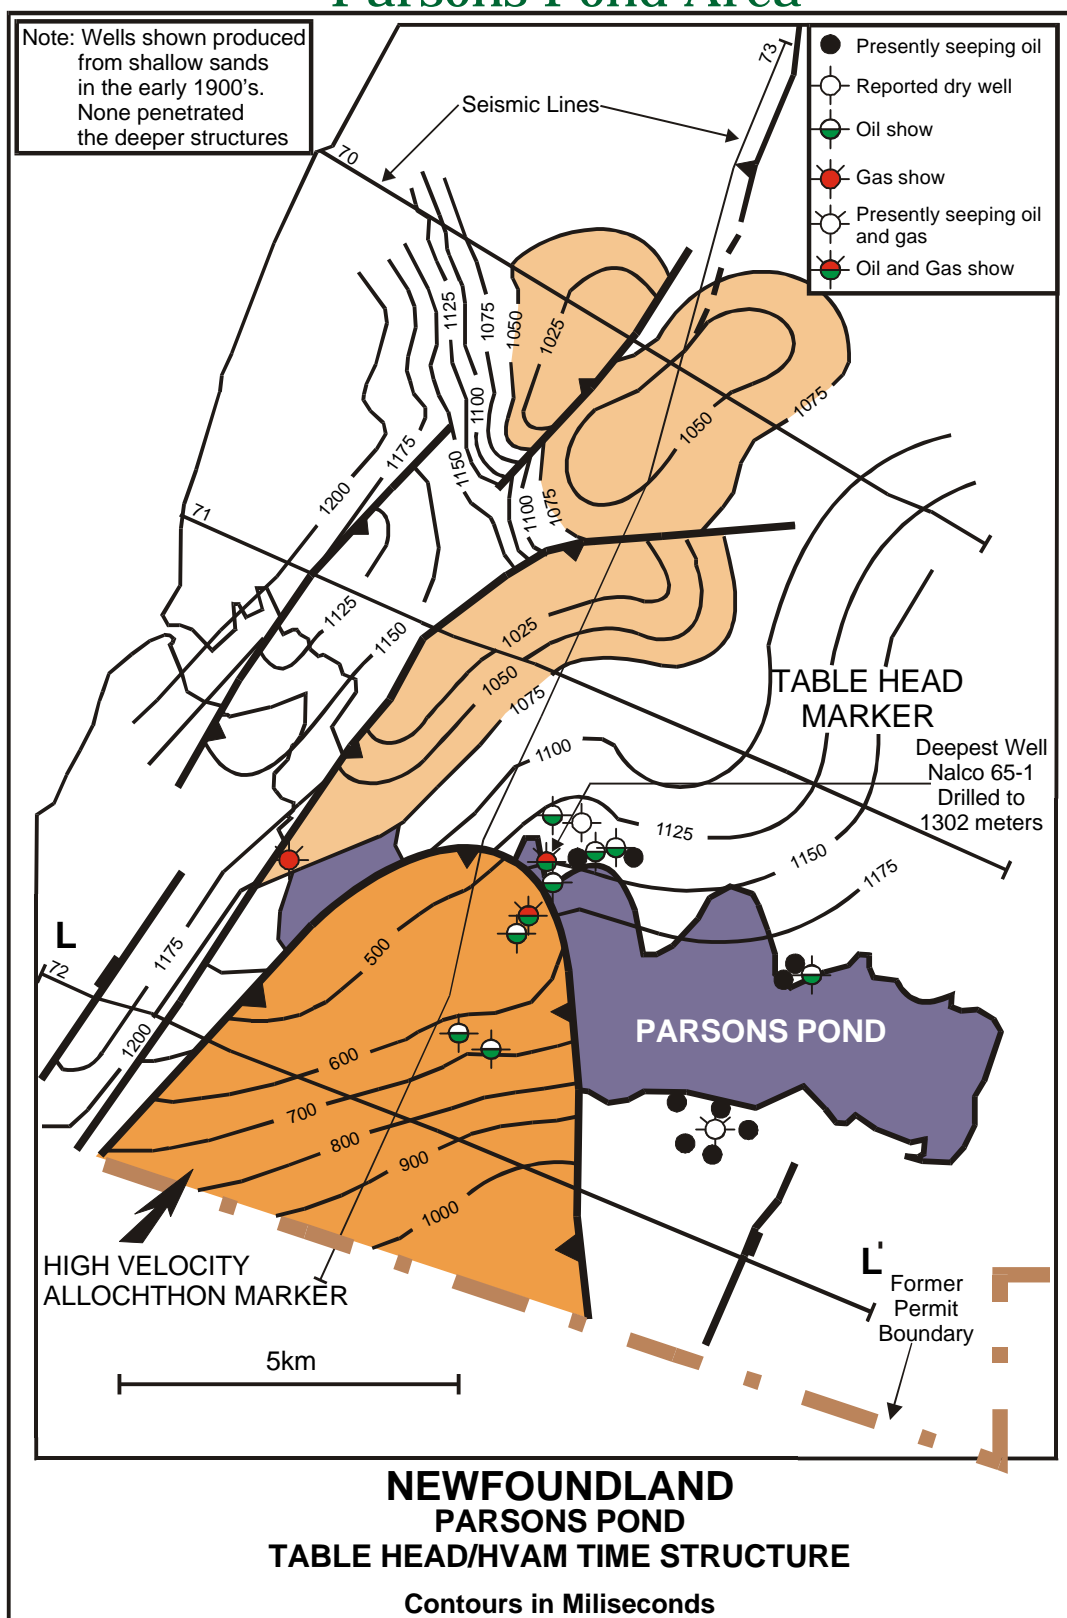 Parsons Pond Area
Note: Wells shown produced
from shallow sands
in the early 1900's.
None penetrated
the deeper structures
Presently seeping oil
Reported dry well
Oil show
Gas show
Presently seeping oil
and gas
Oil and Gas show
Seismic Lines
73
70
1125
1075
1050
1025
1100
1050
1075
1175
1150
1200
1100
1075
71
1125
1150
1025
1050
1075
TABLE HEAD
MARKER
1100
Deepest Well
Nalco 65-1
Drilled to
1302 meters
1125
1150
1175
L
72
1175
1200
500
600
700
800
900
1000
PARSONS POND
HIGH VELOCITY
ALLOCHTHON MARKER
L'
Former
Permit
Boundary
5km
NEWFOUNDLAND
PARSONS POND
TABLE HEAD/HVAM TIME STRUCTURE
Contours in Miliseconds